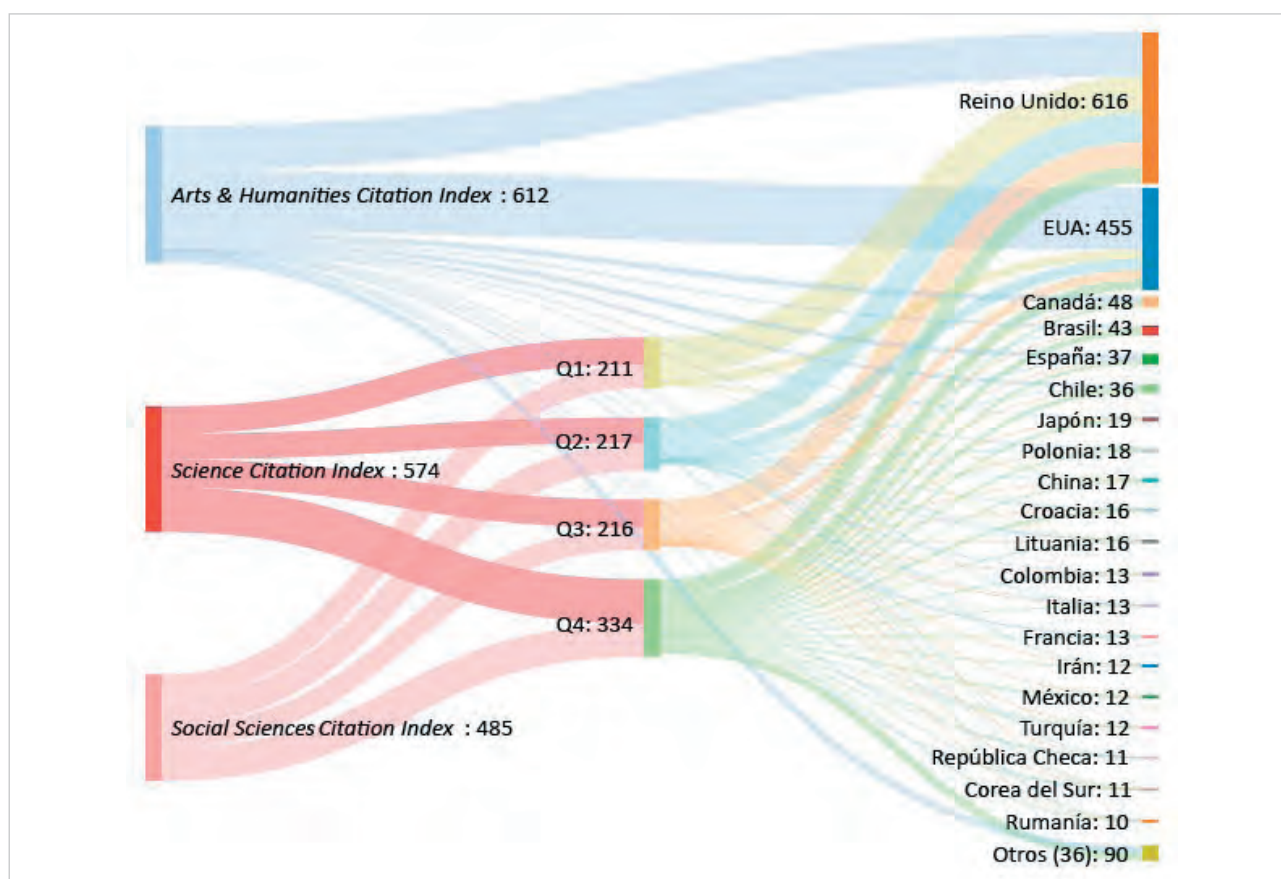 Arts & Humanities Citation Index : 612
Science Citation Index : 574
Social Sciences Citation Index : 485
Q1: 211
Q2: 217
Q3: 216
Q4: 334
Reino Unido: 616
EUA: 455
Canadá: 48
Brasil: 43
España: 37
Chile: 36
Japón: 19
Polonia: 18
China: 17
Croacia: 16
Lituania: 16
Colombia: 13
Italia: 13
Francia: 13
Irán: 12
México: 12
Turquía: 12
República Checa: 11
Corea del Sur: 11
Rumanía: 10
Otros (36): 90